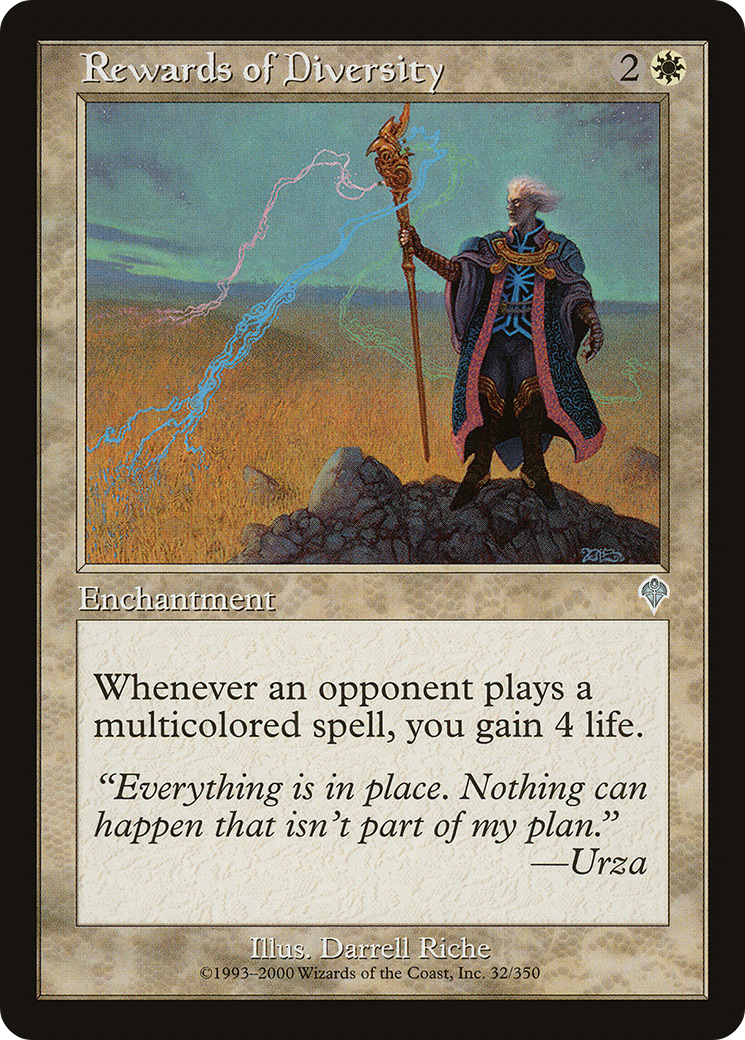 Rewards of Diversity 2
Enchantment
Whenever an opponent plays a
multicolored spell, you gain 4 life.
“Everything is in place. Nothing can
happen that isn’t part of my plan.”
—Urza
Illus. Darrell Riche
©1993–2000 Wizards of the Coast, Inc. 32/350